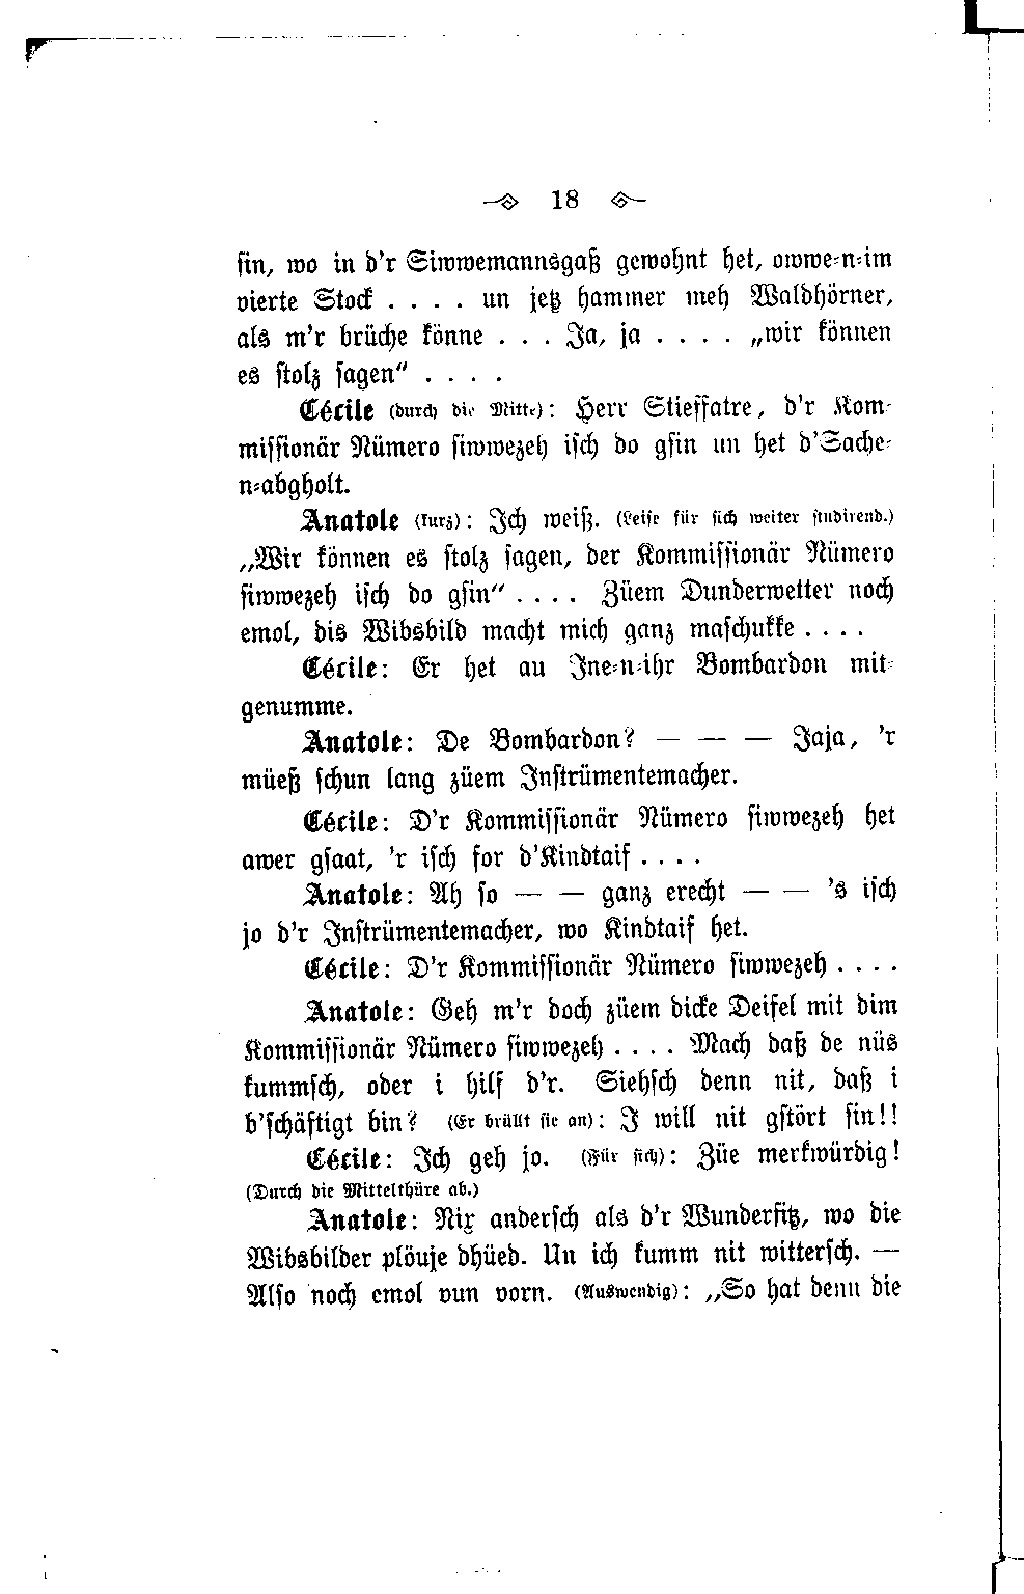 18
sin, wo in d'r Siwwemannsgaß gewohnt het, owwe=n=im
vierte Stock . . . . un jetz hammer meh Waldhörner,
als m'r brüche könne . . . Ja, ja . . . . „wir können
es stolz sagen“ . . . .
Cécile (durch die Mitte): Herr Stieffatre, d'r Kom=
missionär Nümero siwwezeh isch do gsin un het d'Sache=
n=abgholt.
Anatole (kurz): Ich weiß. (Leise für sich weiter studirend.)
„Wir können es stolz sagen, der Kommissionär Nümero
siwwezeh isch do gsin“ . . . . Züem Dunderwetter noch
emol, dis Wibsbild macht mich ganz maschukke . . . .
Cécile: Er het au Ine=n=ihr Bombardon mit=
genumme.
Anatole: De Bombardon? — — — Jaja, 'r
müeß schun lang züem Instrümentemacher.
Cécile: D'r Kommissionär Nümero siwwezeh het
awer gsaat, 'r isch for d'Kindtaif . . . .
Anatole: Ah so — — ganz erecht — — 's isch
jo d'r Instrümentemacher, wo Kindtaif het.
Cécile: D'r Kommissionär Nümero siwwezeh . . . .
Anatole: Geh m'r doch züem dicke Deifel mit dim
Kommissionär Nümero siwwezeh . . . . Mach daß de nüs
kummsch, oder i hilf d'r. Siehsch denn nit, daß i
b'schäftigt bin? (Er brüllt sie an): I will nit gstört sin!!
Cécile: Ich geh jo. (Für sich): Züe merkwürdig!
(Durch die Mittelthüre ab.)
Anatole: Nix andersch als d'r Wunderfitz, wo die
Wibsbilder plöuje dhüed. Un ich kumm nit wittersch. —
Also noch emol vun vorn. (Auswendig): „So hat denn die